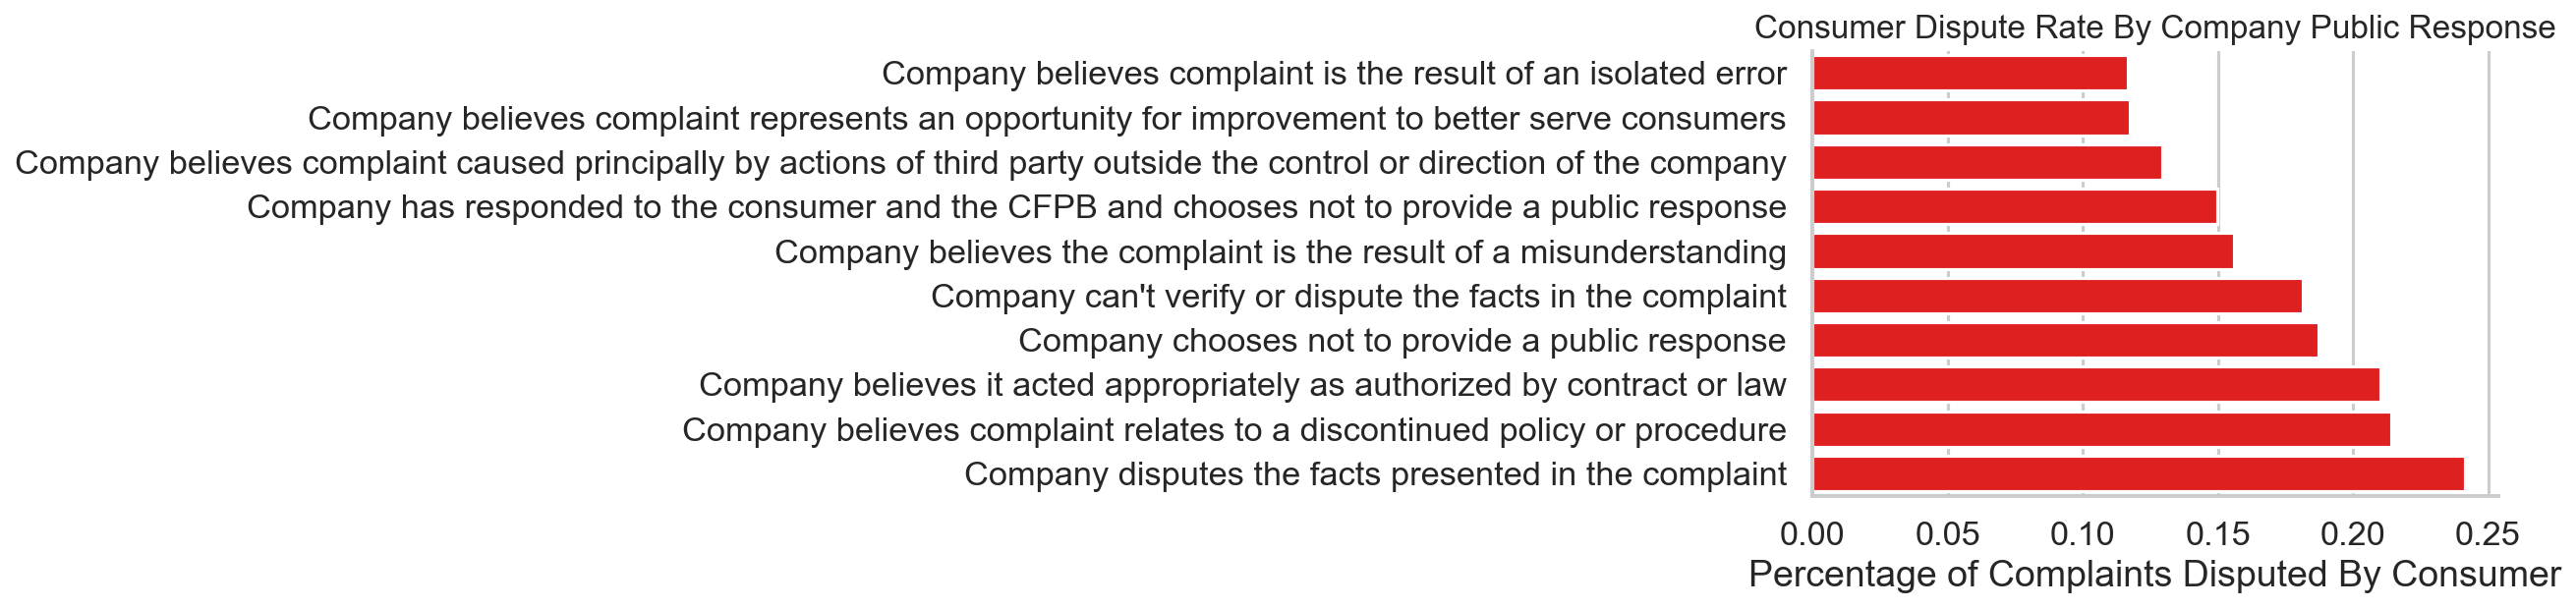 Consumer Dispute Rate By Company Public Response
Company believes complaint is the result of an isolated error
Company believes complaint represents an opportunity for improvement to better serve consumers
Company believes complaint caused principally by actions of third party outside the control or direction of the company
Company has responded to the consumer and the CFPB and chooses not to provide a public response
Company believes the complaint is the result of a misunderstanding
Company can't verify or dispute the facts in the complaint
Company chooses not to provide a public response
Company believes it acted appropriately as authorized by contract or law
Company believes complaint relates to a discontinued policy or procedure
Company disputes the facts presented in the complaint
0.00 0.05 0.10 0.15 0.20 0.25
Percentage of Complaints Disputed By Consumer